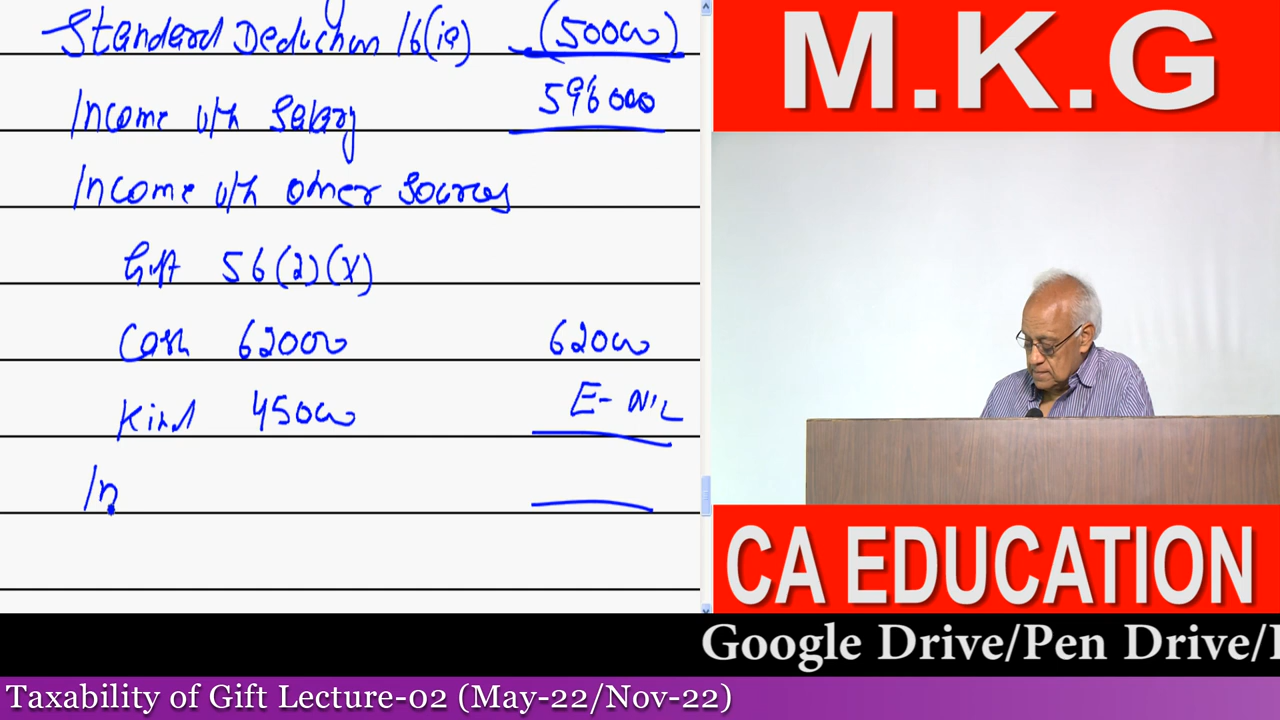 Standard Deduction 16(ia) (50000)
Income u/h Salary 596000
Income u/h other sources
Gift 56(2)(x)
Cash 62000 62000
Kind 45000 E- NIL
In
M.K.G
CA EDUCATION
Google Drive/Pen Drive/
Taxability of Gift Lecture-02 (May-22/Nov-22)